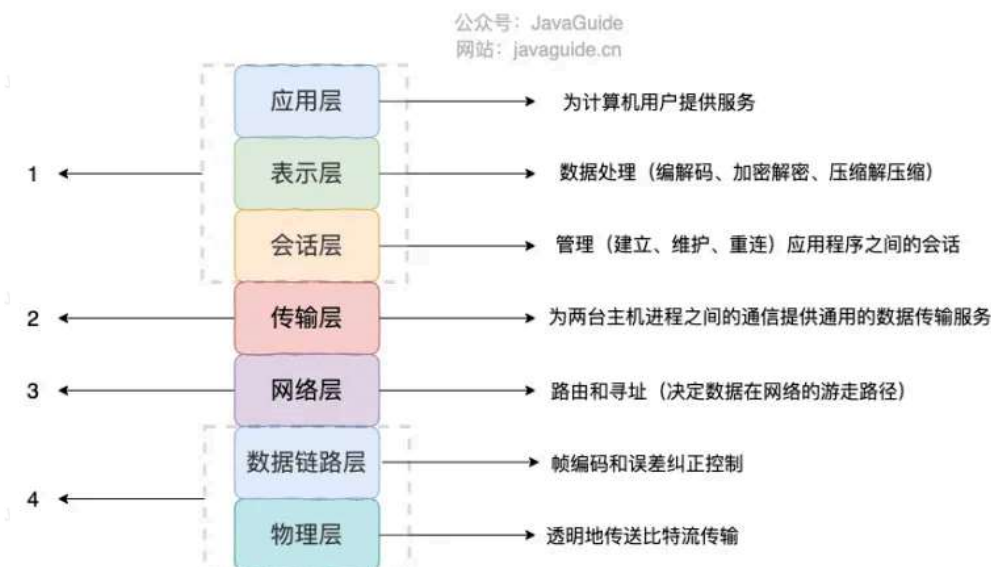 公众号：JavaGuide
网站：javaguide.cn
应用层
为计算机用户提供服务
1
表示层
数据处理（编解码、加密解密、压缩解压缩）
会话层
管理（建立、维护、重连）应用程序之间的会话
2
传输层
为两台主机进程之间的通信提供通用的数据传输服务
3
网络层
路由和寻址（决定数据在网络的游走路径）
数据链路层
帧编码和误差纠正控制
4
物理层
透明地传送比特流传输